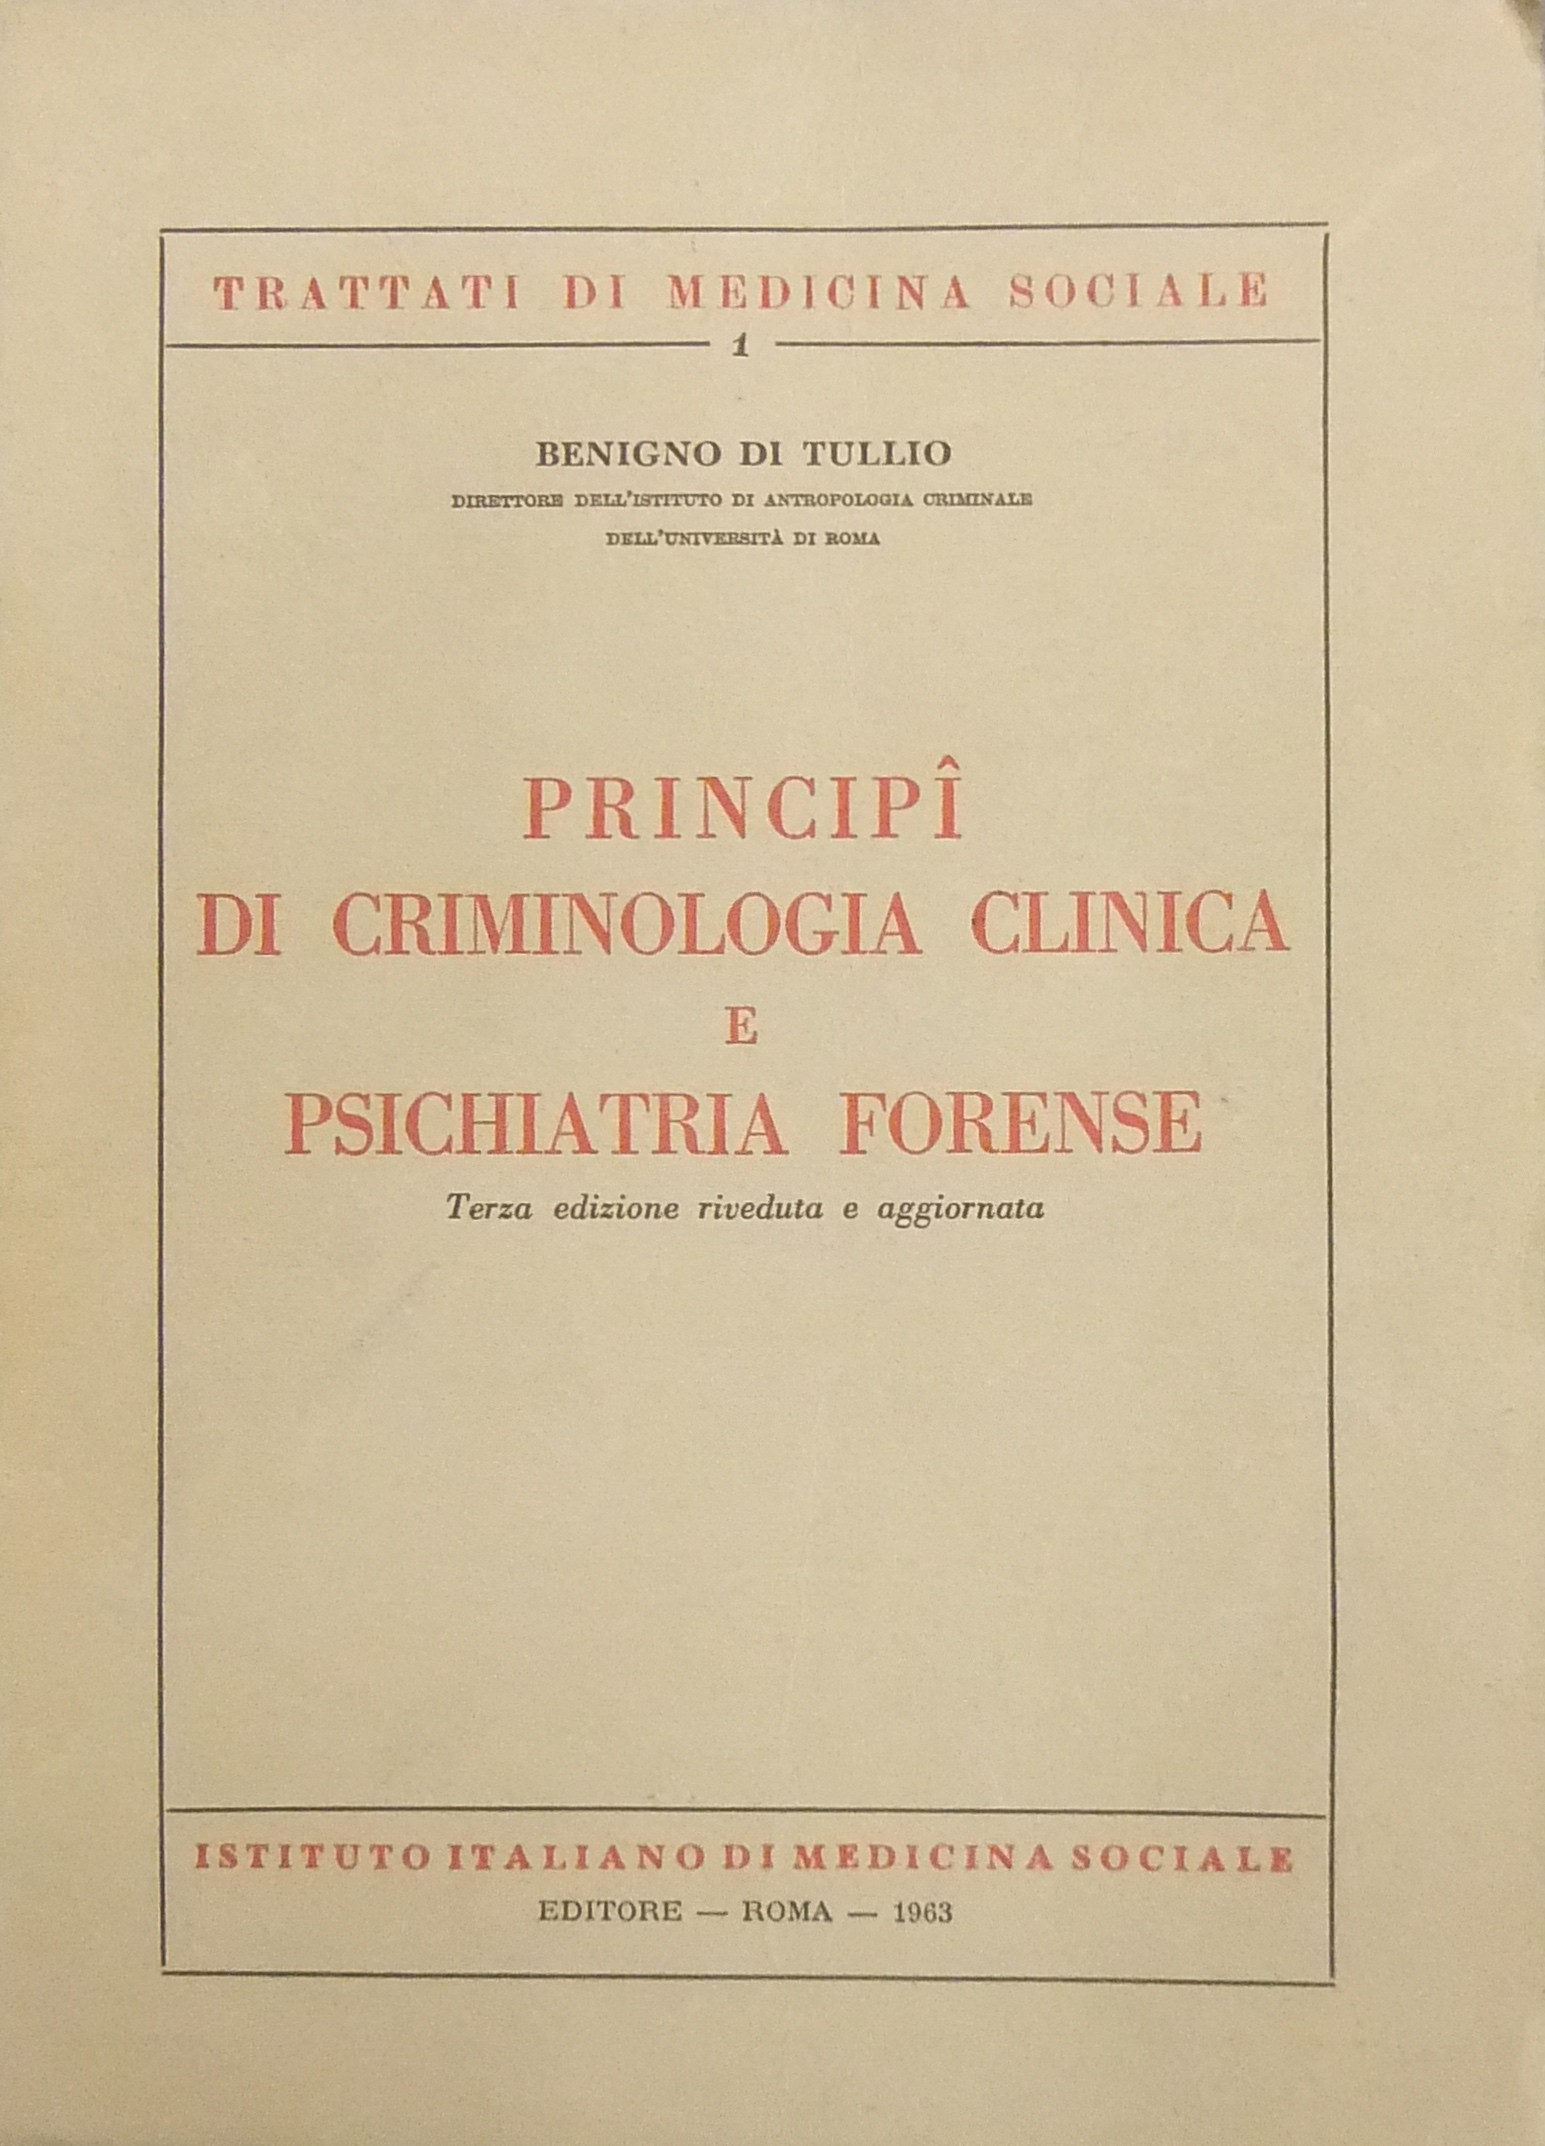 TRATTATI DI MEDICINA SOCIALE
1
BENIGNO DI TULLIO
DIRETTORE DELL'ISTITUTO DI ANTROPOLOGIA CRIMINALE
DELL'UNIVERSITÀ DI ROMA
PRINCIPÎ
DI CRIMINOLOGIA CLINICA
E
PSICHIATRIA FORENSE
Terza edizione riveduta e aggiornata
ISTITUTO ITALIANO DI MEDICINA SOCIALE
EDITORE — ROMA — 1963